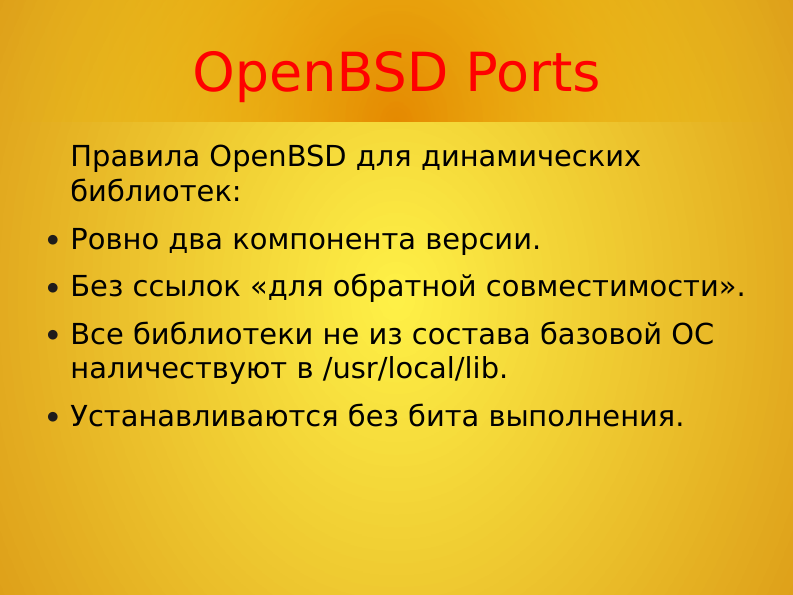 OpenBSD Ports
Правила OpenBSD для динамических
библиотек:
• Ровно два компонента версии.
• Без ссылок «для обратной совместимости».
• Все библиотеки не из состава базовой ОС
наличествуют в /usr/local/lib.
• Устанавливаются без бита выполнения.